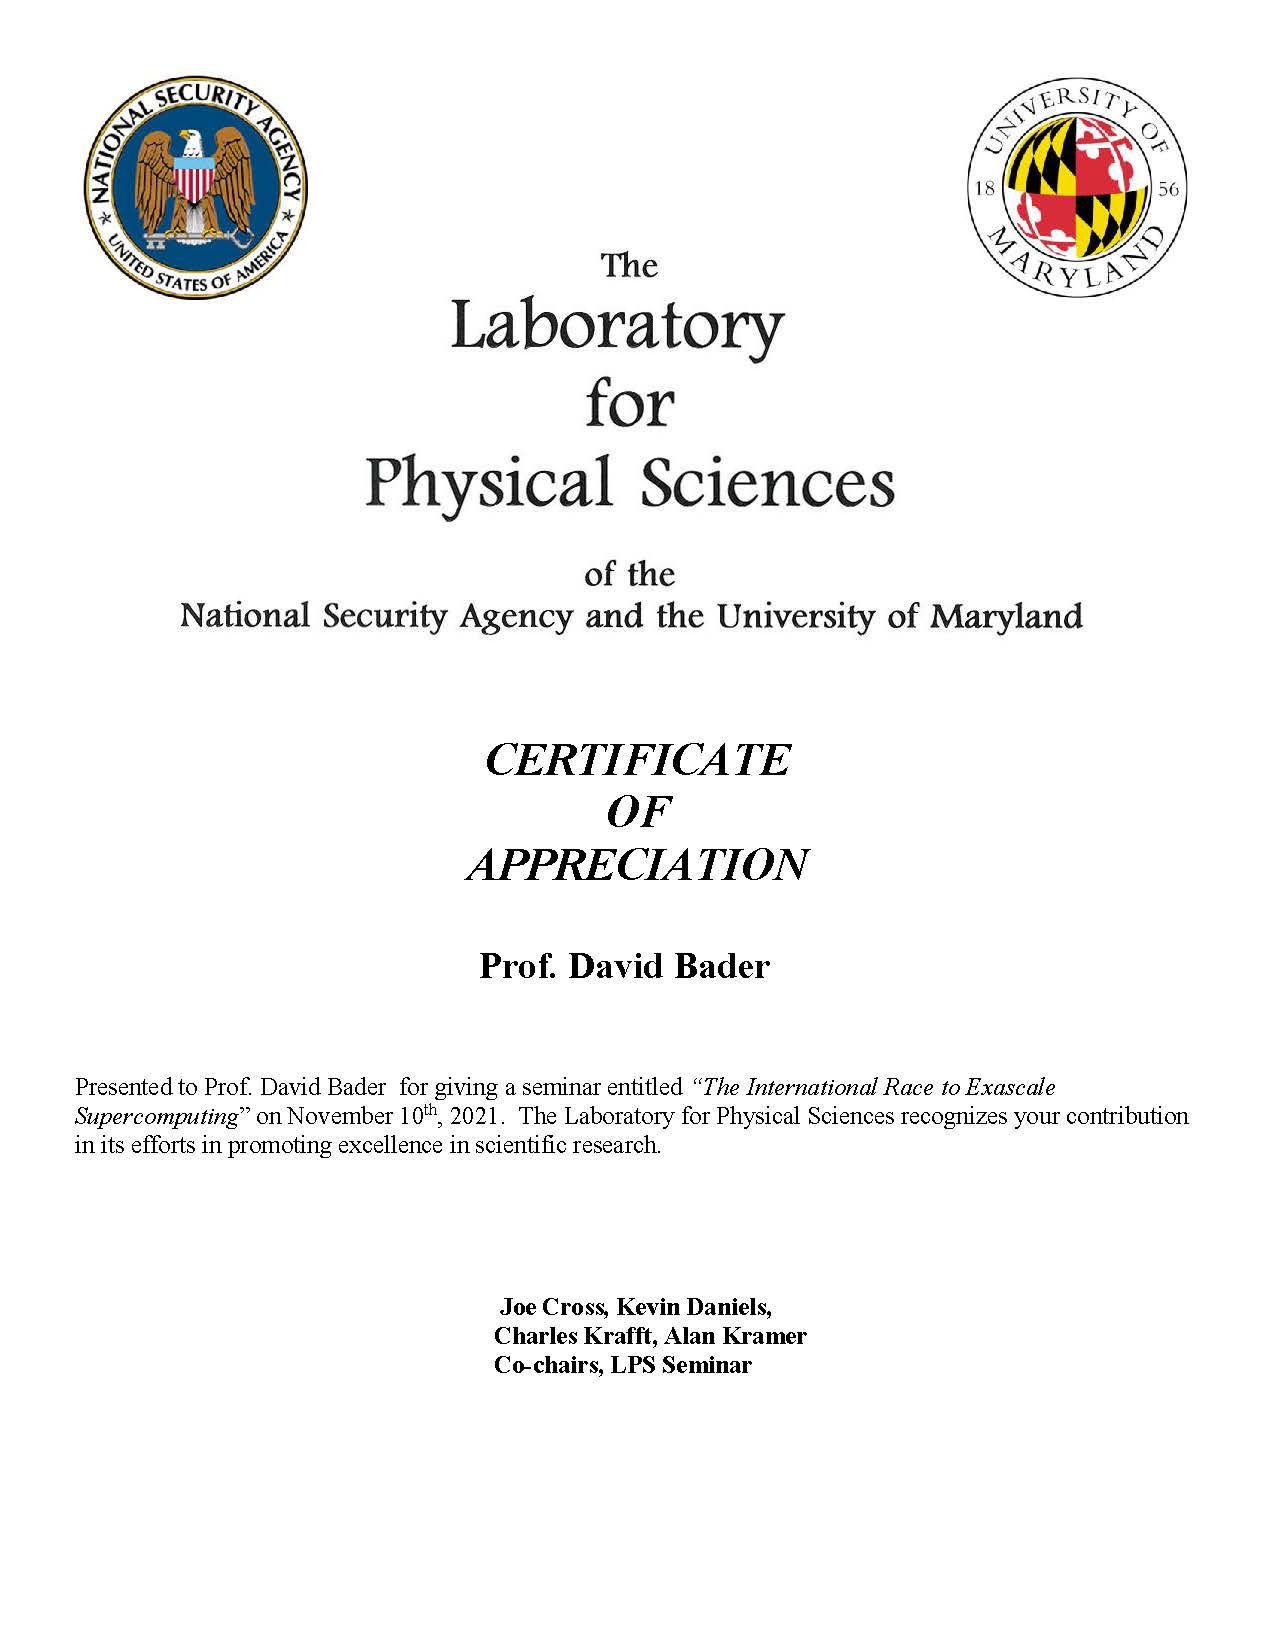 NATIONAL SECURITY AGENCY
UNITED STATES OF AMERICA
UNIVERSITY OF
18 56
MARYLAND
The
Laboratory
for
Physical Sciences
of the
National Security Agency and the University of Maryland
CERTIFICATE
OF
APPRECIATION
Prof. David Bader
Presented to Prof. David Bader  for giving a seminar entitled “The International Race to Exascale
Supercomputing” on November 10th, 2021.  The Laboratory for Physical Sciences recognizes your contribution
in its efforts in promoting excellence in scientific research.
Joe Cross, Kevin Daniels,
Charles Krafft, Alan Kramer
Co-chairs, LPS Seminar